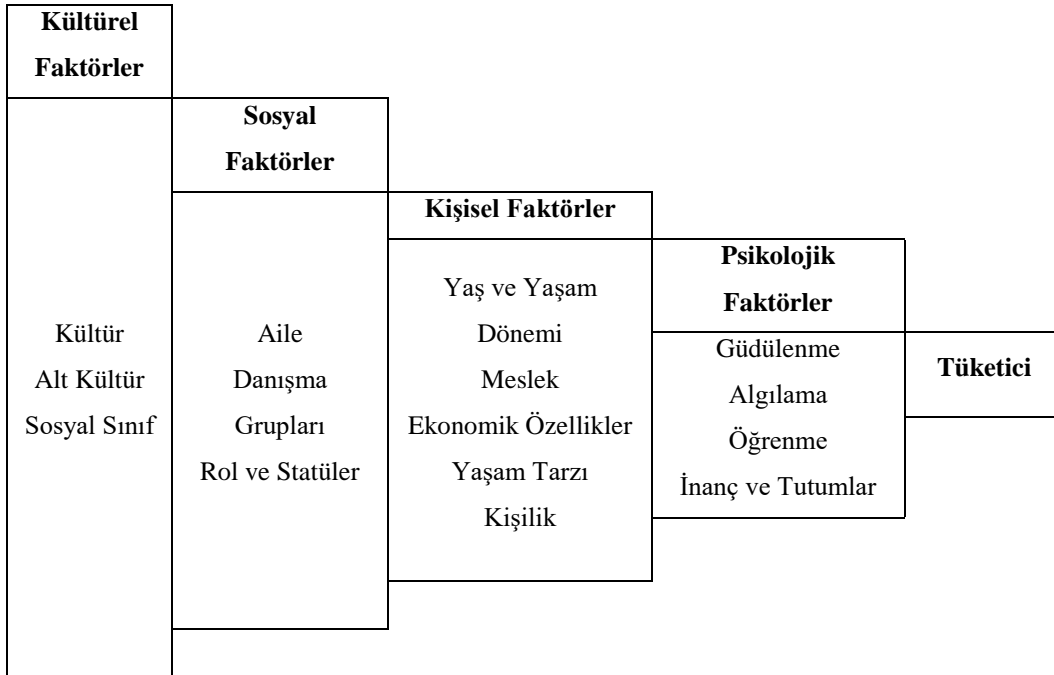 Kültürel
Faktörler
Kültür
Alt Kültür
Sosyal Sınıf
Sosyal
Faktörler
Aile
Danışma
Grupları
Rol ve Statüler
Kişisel Faktörler
Yaş ve Yaşam
Dönemi
Meslek
Ekonomik Özellikler
Yaşam Tarzı
Kişilik
Psikolojik
Faktörler
Güdülenme
Algılama
Öğrenme
İnanç ve Tutumlar
Tüketici